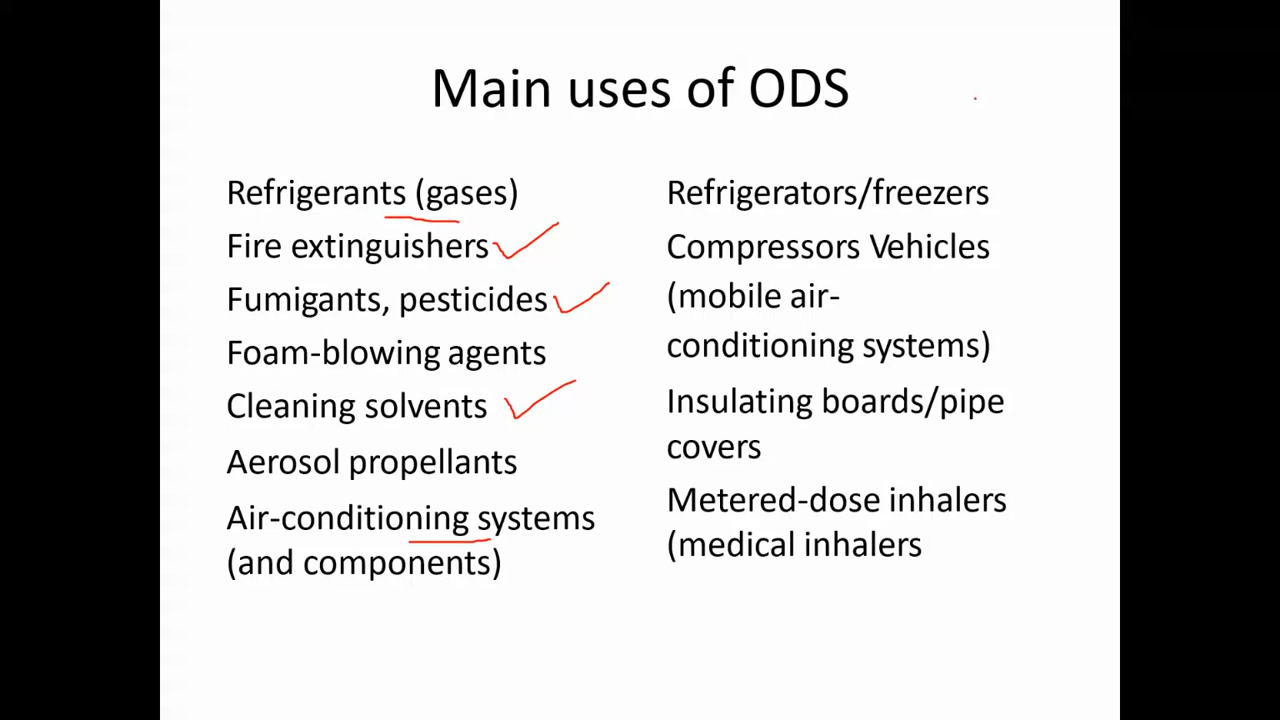 Main uses of ODS
Refrigerants (gases)
Fire extinguishers
Fumigants, pesticides
Foam-blowing agents
Cleaning solvents
Aerosol propellants
Air-conditioning systems
(and components)
Refrigerators/freezers
Compressors Vehicles
(mobile air-
conditioning systems)
Insulating boards/pipe
covers
Metered-dose inhalers
(medical inhalers